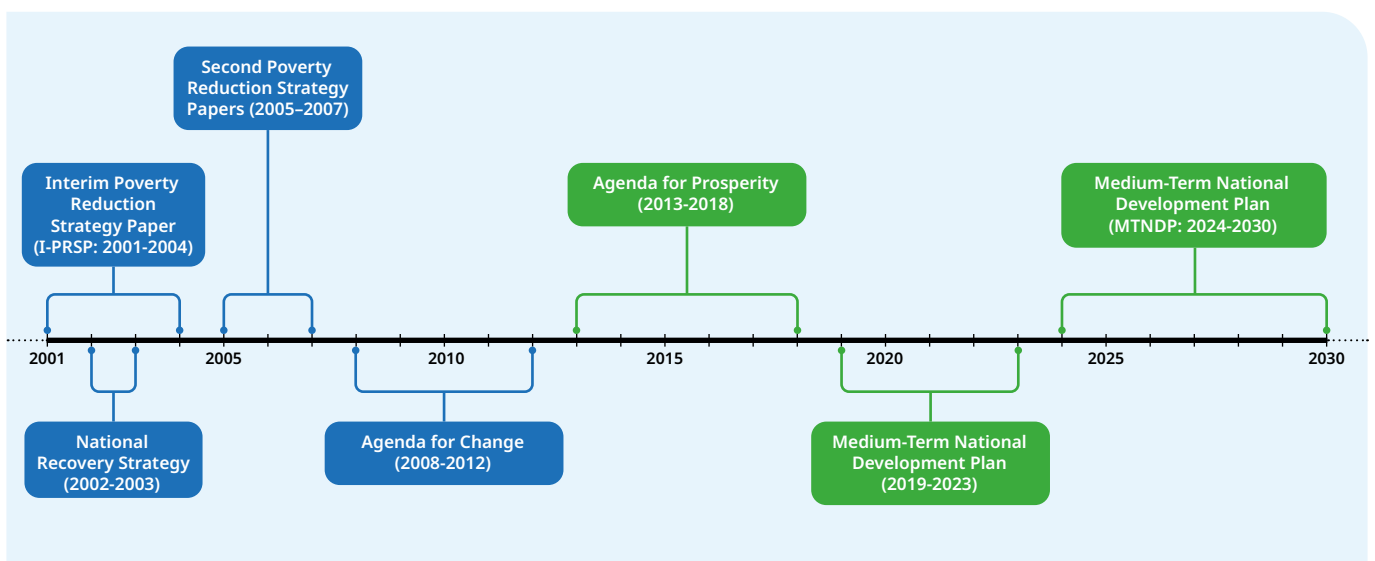 Second Poverty
Reduction Strategy
Papers (2005–2007)
Interim Poverty
Reduction
Strategy Paper
(I-PRSP: 2001-2004)
Agenda for Prosperity
(2013-2018)
Medium-Term National
Development Plan
(MTNDP: 2024-2030)
2001 2005 2010 2015 2020 2025 2030
National
Recovery Strategy
(2002-2003)
Agenda for Change
(2008-2012)
Medium-Term National
Development Plan
(2019-2023)